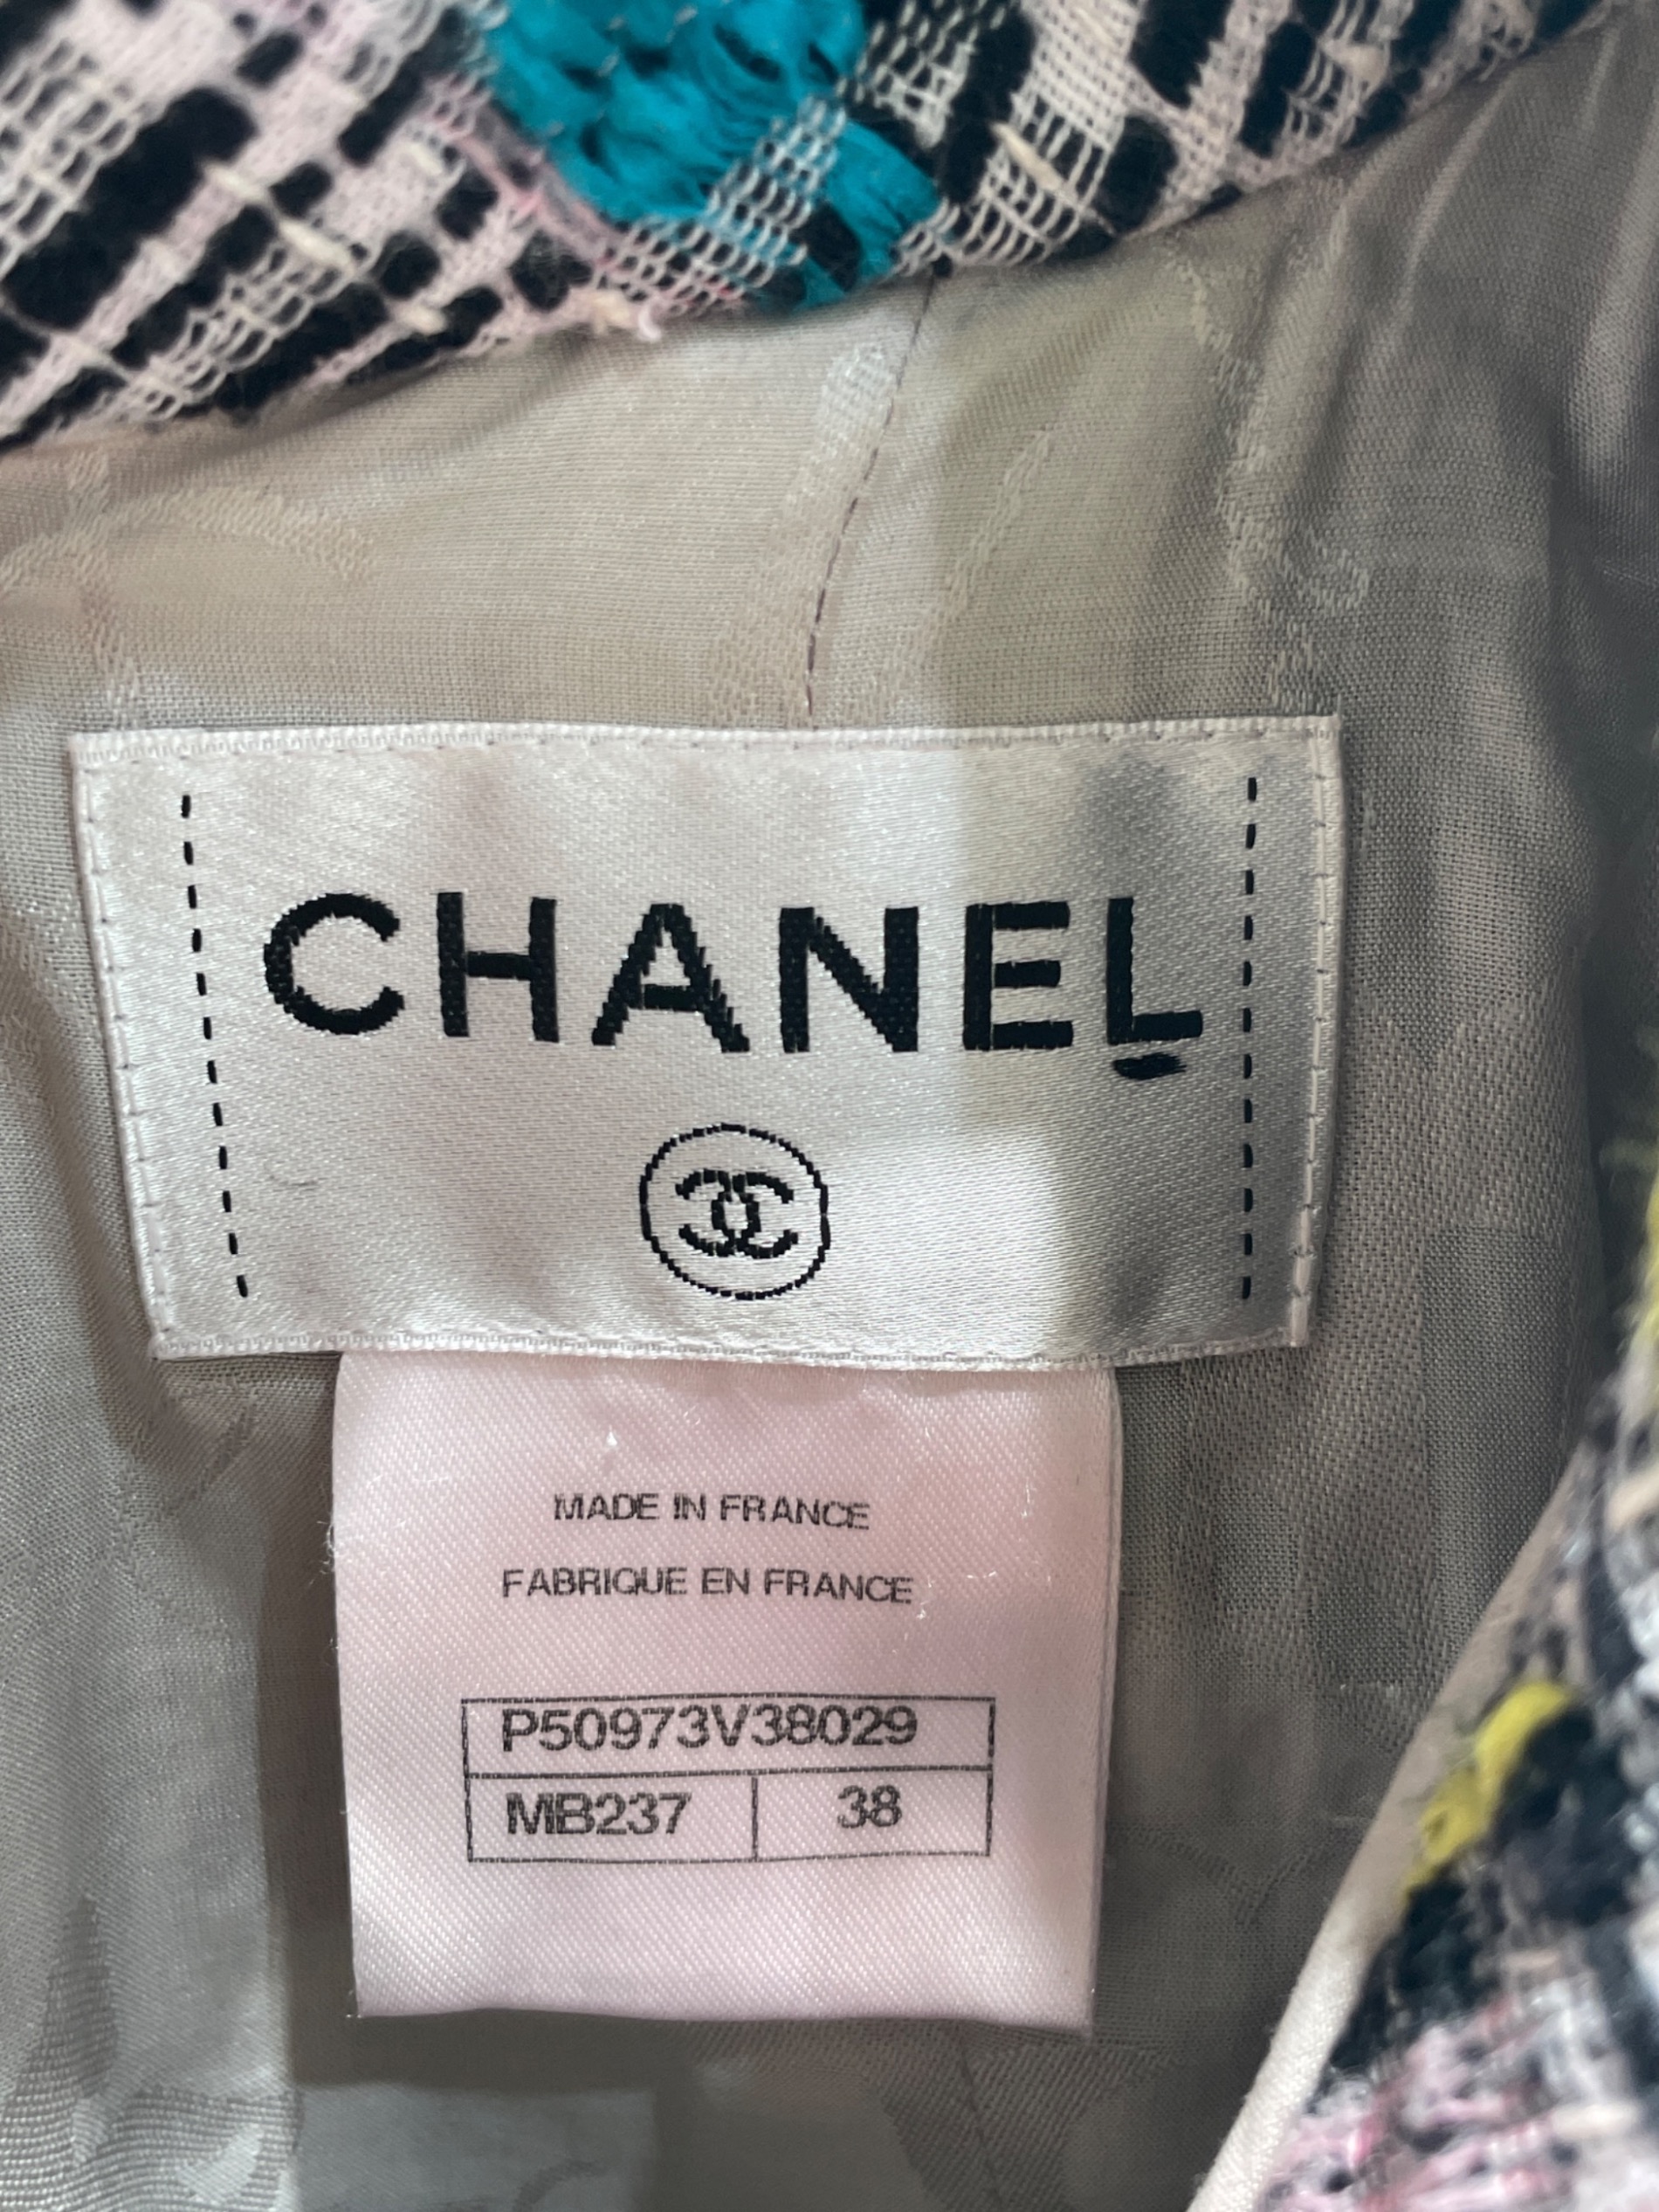 CHANEL
MADE IN FRANCE
FABRIQUE EN FRANCE
P50973V38029
MB237 38